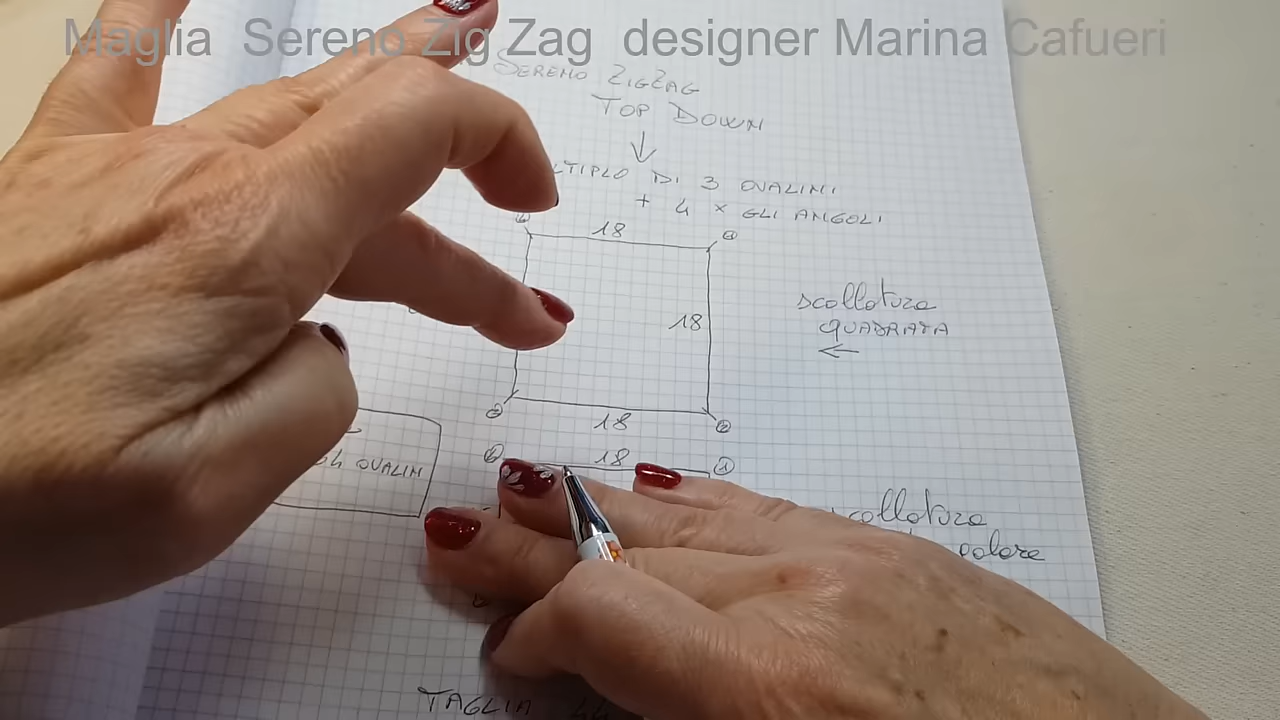 Maglia Sereno Zig Zag designer Marina Cafueri
SERENO ZIGZAG
TOP DOWN
DI 3 OVALINI
+ 4 x GLI ANGOLI
18
18
scollatura
QUADRATA
18
18
OVALINI
scollatura
TAGLIA 44